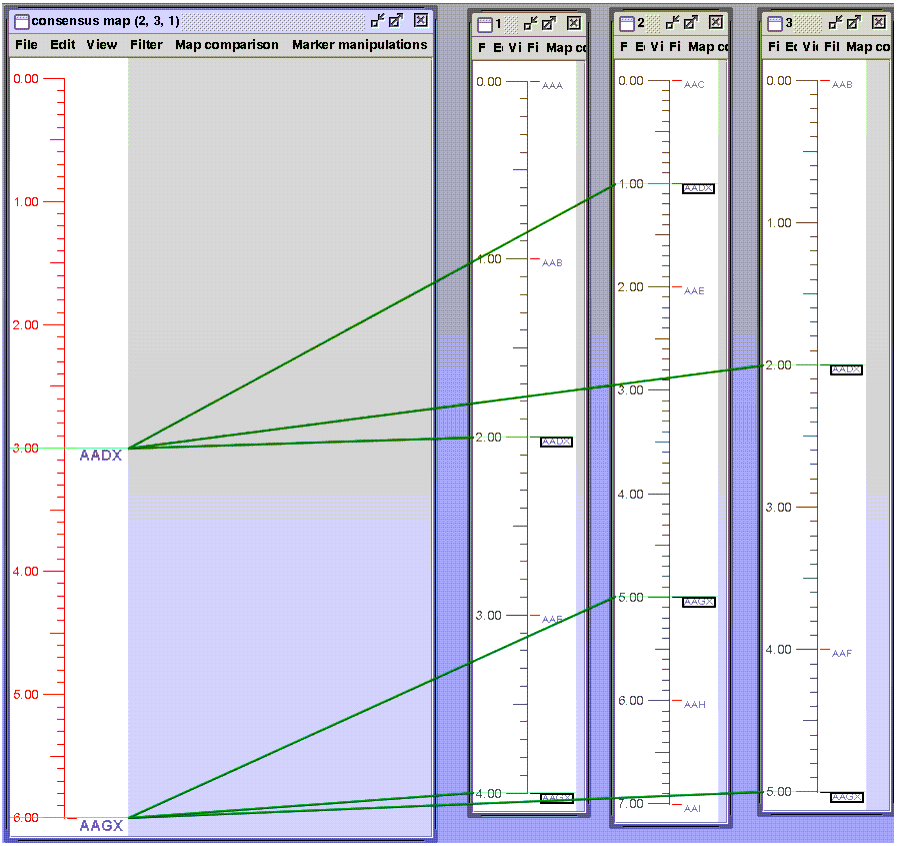 consensus map (2, 3, 1)
File Edit View Filter Map comparison Marker manipulations
0.00
1.00
2.00
3.00
AADX
4.00
5.00
6.00
AAGX
1
F E Vi Fi Map co
0.00
AAA
1.00
AAB
2.00
AADX
3.00
AAE
4.00
AAGX
2
F E Vi Fi Map c
0.00
AAC
1.00
AADX
2.00
AAE
3.00
4.00
5.00
AAGX
6.00
AAH
7.00
AAI
3
Fi Ec Vi Fil Map co
0.00
AAB
1.00
2.00
AADX
3.00
4.00
AAF
5.00
AAGX